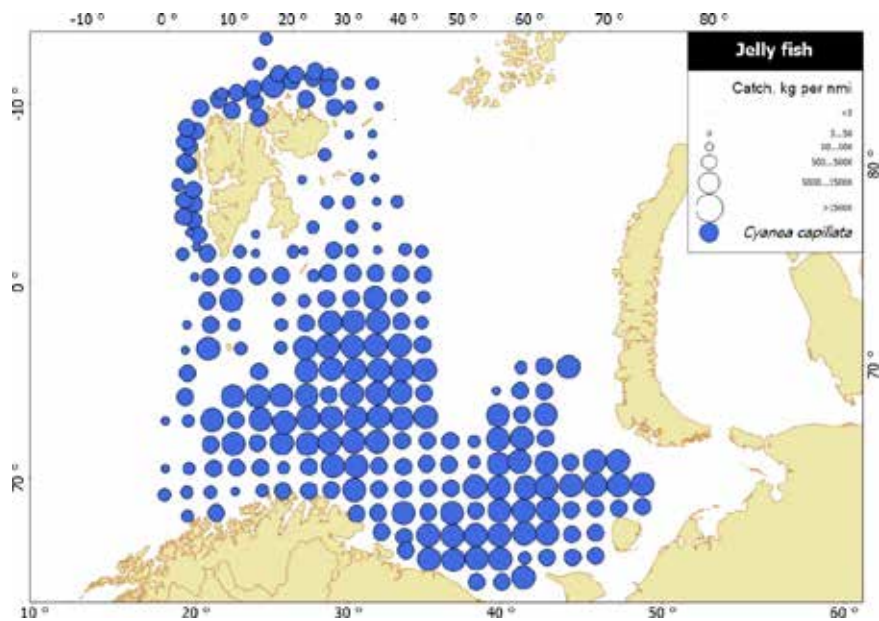 -10 ° 0 ° 10 ° 20 ° 30 ° 40 ° 50 ° 60 ° 70 ° 80 °
Jelly fish
Catch. kg per nmi
Cyanea capillata
80 °
0 °
70 °
70 °
10 ° 20 ° 30 ° 40 ° 50 ° 60 °